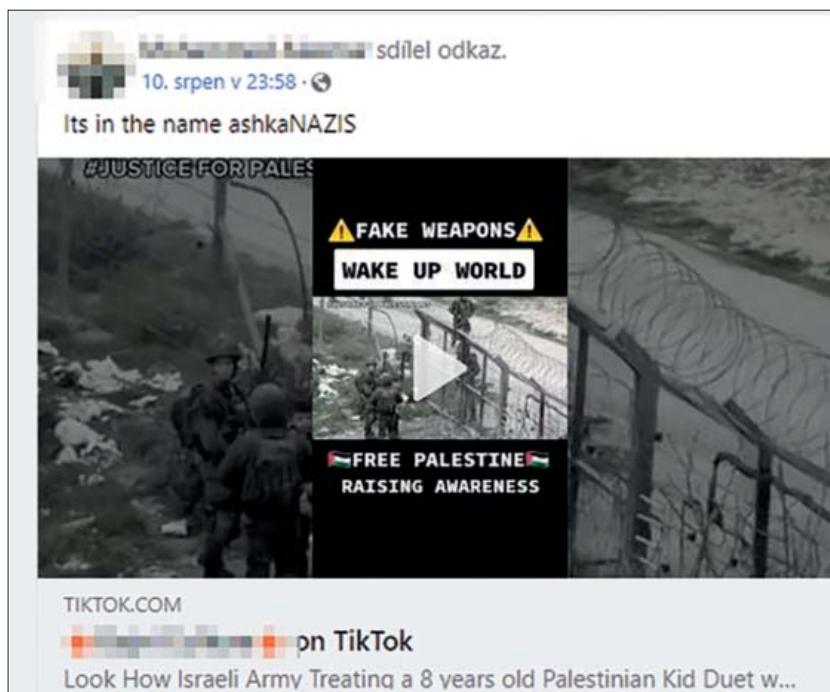 sdílel odkaz.
10. srpen v 23:58 ·
Its in the name ashkaNAZIS
#JUSTICE FOR PALES
⚠FAKE WEAPONS⚠
WAKE UP WORLD
🇵🇸FREE PALESTINE🇵🇸
RAISING AWARENESS
TIKTOK.COM
on TikTok
Look How Israeli Army Treating a 8 years old Palestinian Kid Duet w...